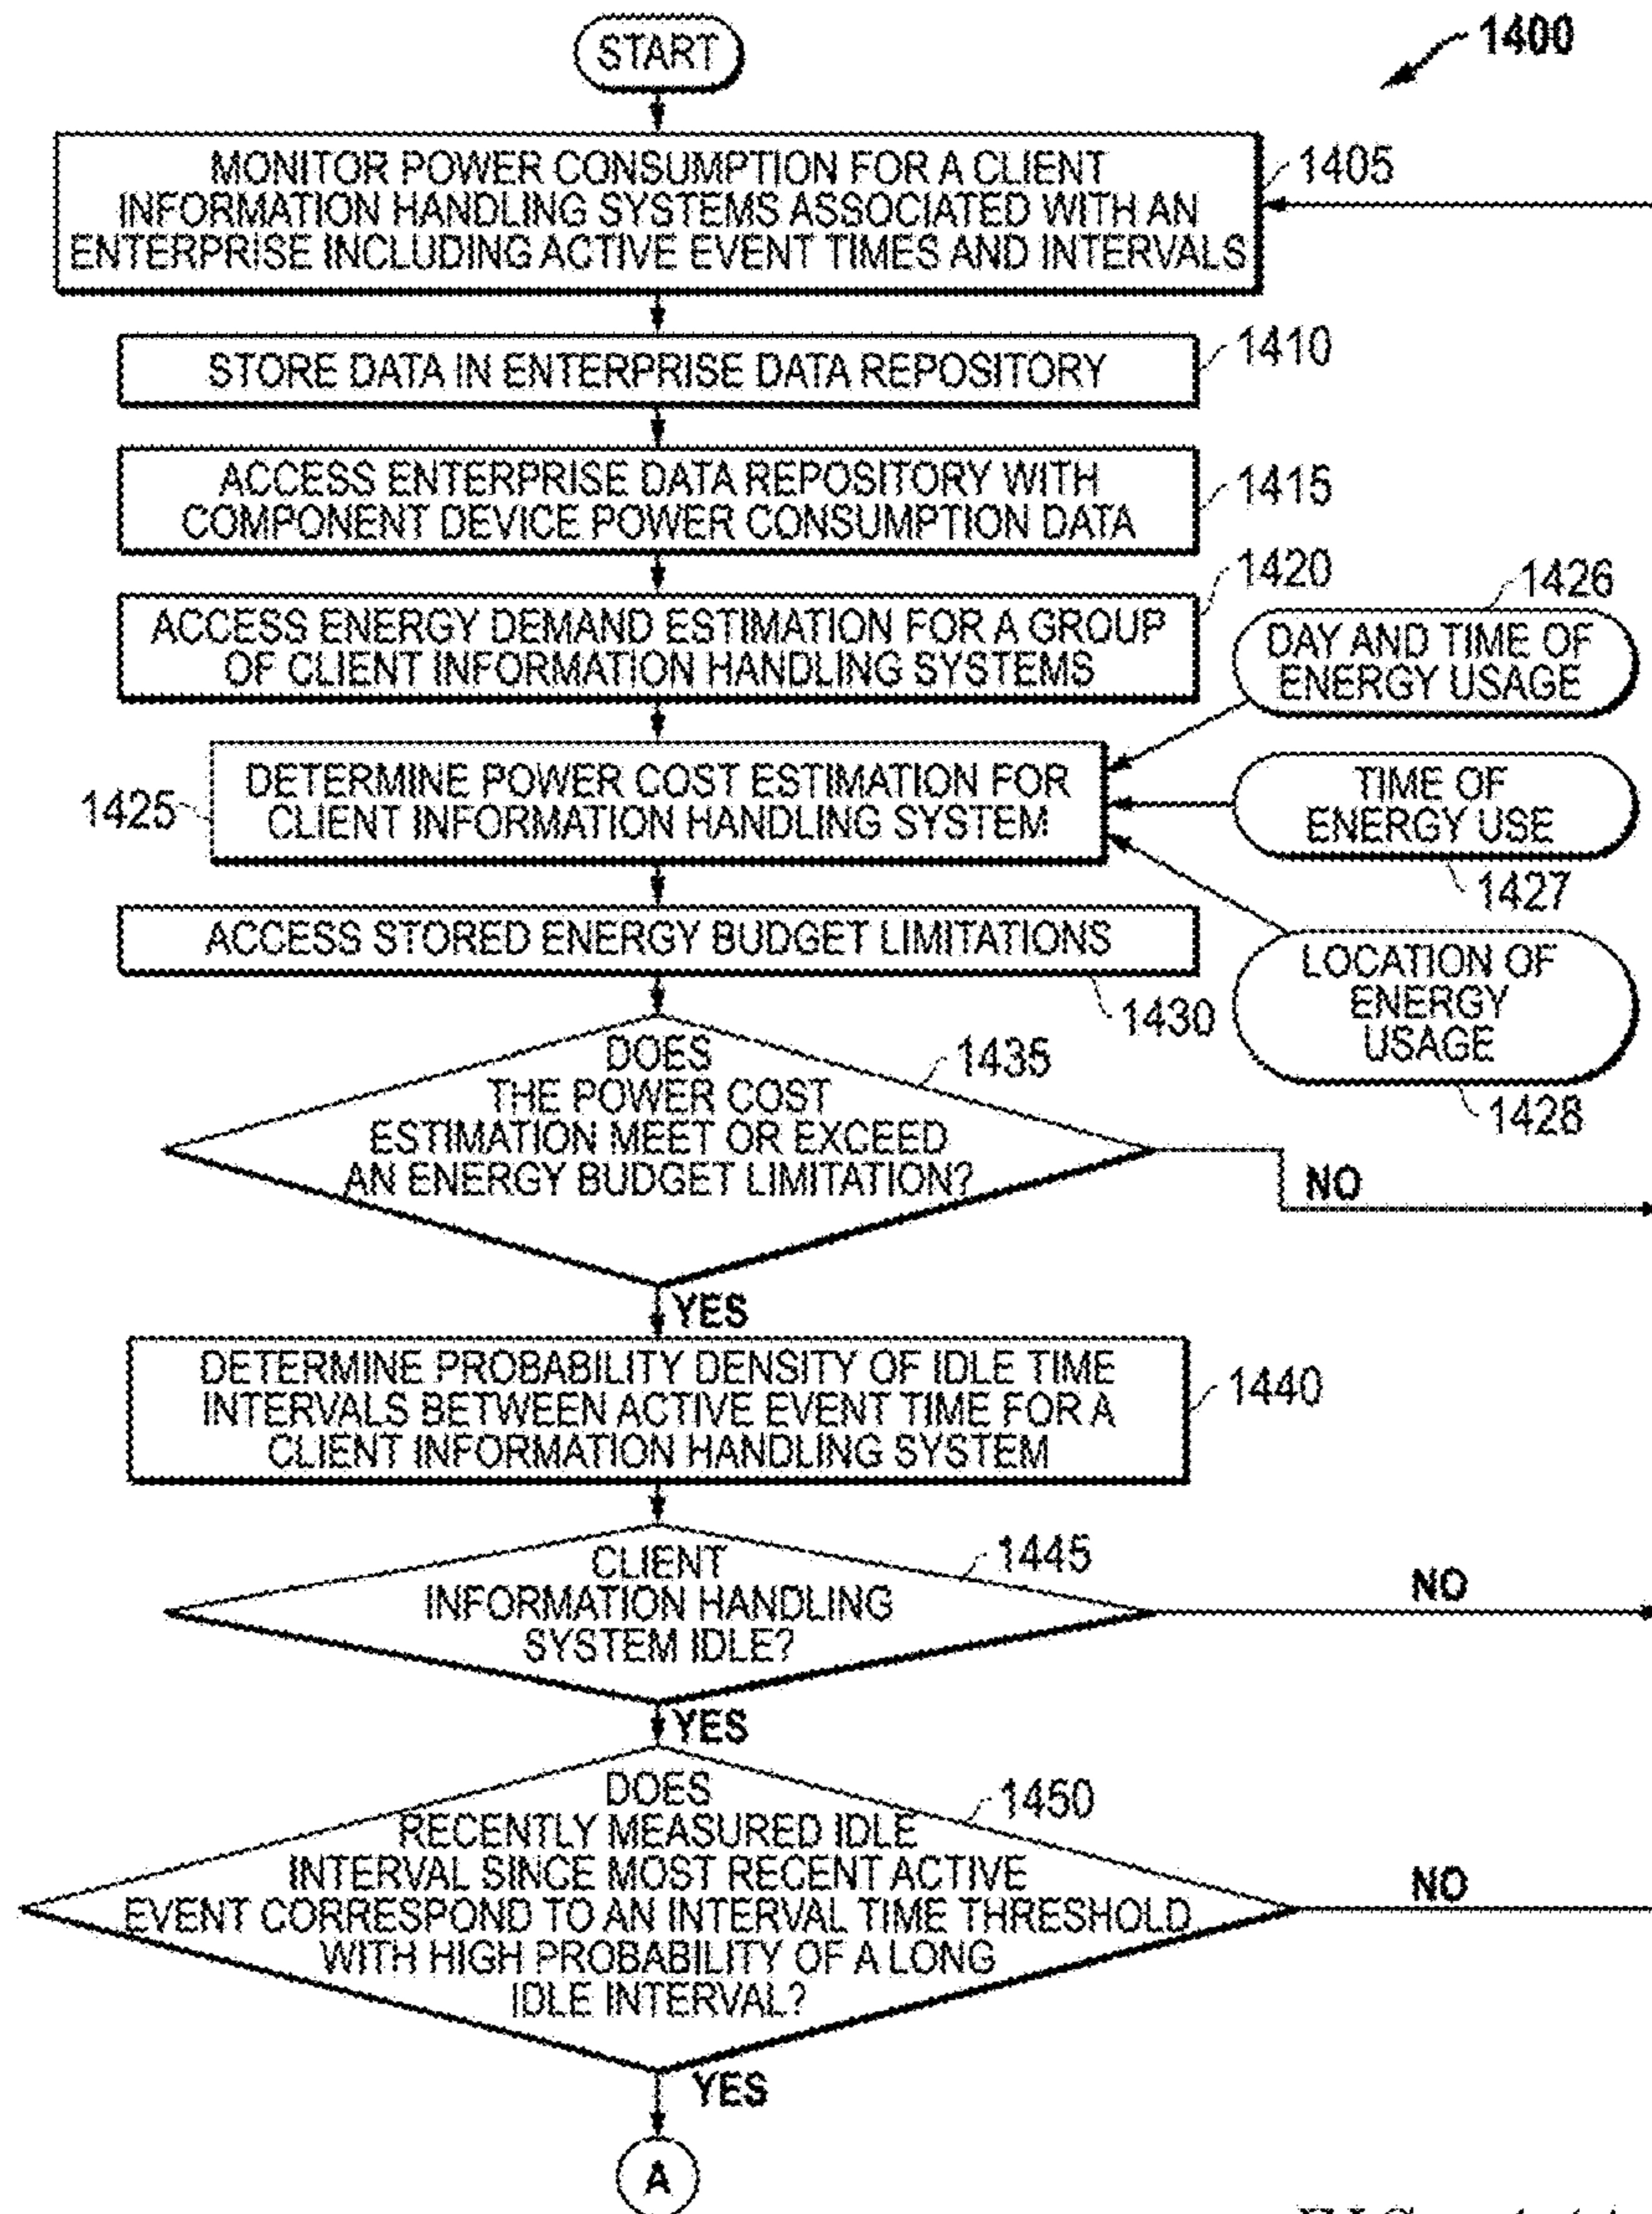 START
1400
MONITOR POWER CONSUMPTION FOR A CLIENT
INFORMATION HANDLING SYSTEMS ASSOCIATED WITH AN
ENTERPRISE INCLUDING ACTIVE EVENT TIMES AND INTERVALS
1405
STORE DATA IN ENTERPRISE DATA REPOSITORY
1410
ACCESS ENTERPRISE DATA REPOSITORY WITH
COMPONENT DEVICE POWER CONSUMPTION DATA
1415
ACCESS ENERGY DEMAND ESTIMATION FOR A GROUP
OF CLIENT INFORMATION HANDLING SYSTEMS
1420
1426
DAY AND TIME OF
ENERGY USAGE
DETERMINE POWER COST ESTIMATION FOR
CLIENT INFORMATION HANDLING SYSTEM
1425
TIME OF
ENERGY USE
1427
ACCESS STORED ENERGY BUDGET LIMITATIONS
1430
LOCATION OF
ENERGY
USAGE
1428
DOES
THE POWER COST
ESTIMATION MEET OR EXCEED
AN ENERGY BUDGET LIMITATION?
1435
NO
YES
DETERMINE PROBABILITY DENSITY OF IDLE TIME
INTERVALS BETWEEN ACTIVE EVENT TIME FOR A
CLIENT INFORMATION HANDLING SYSTEM
1440
CLIENT
INFORMATION HANDLING
SYSTEM IDLE?
1445
NO
YES
DOES
RECENTLY MEASURED IDLE
INTERVAL SINCE MOST RECENT ACTIVE
EVENT CORRESPOND TO AN INTERVAL TIME THRESHOLD
WITH HIGH PROBABILITY OF A LONG
IDLE INTERVAL?
1450
NO
YES
A